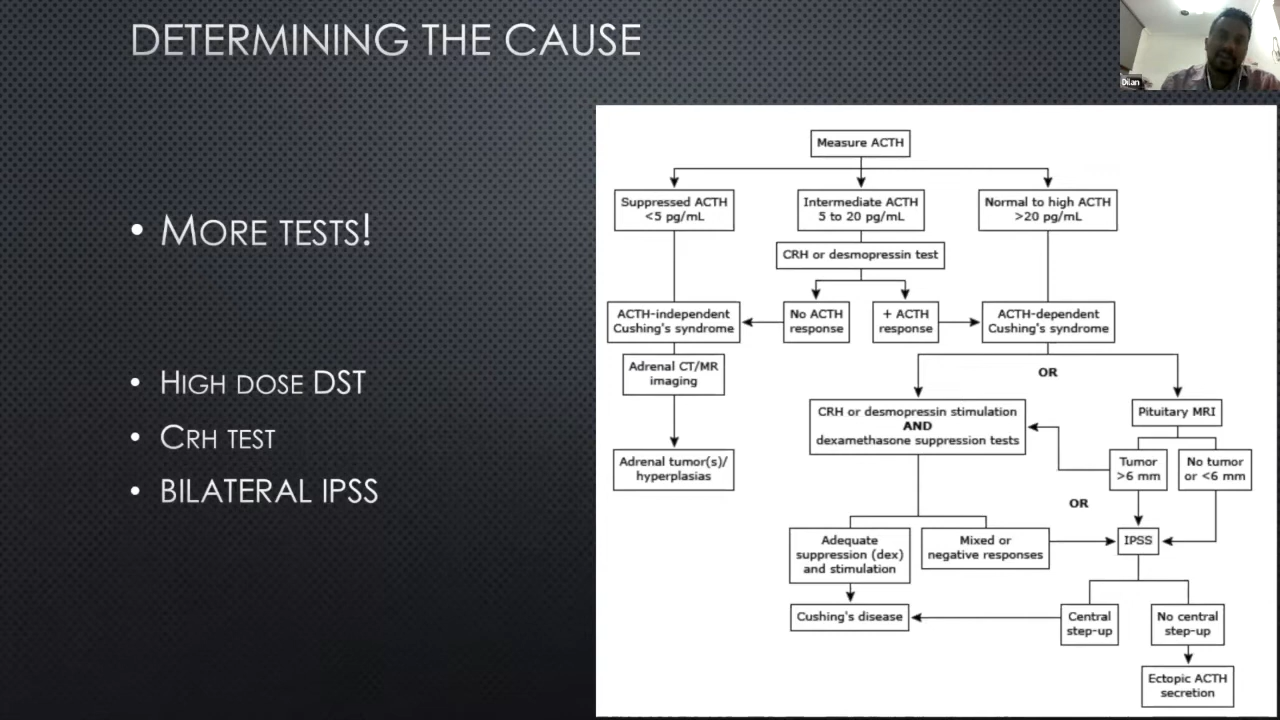 DETERMINING THE CAUSE
Dilan
• MORE TESTS!
• HIGH DOSE DST
• CRH TEST
• BILATERAL IPSS
Measure ACTH
Suppressed ACTH
<5 pg/mL
Intermediate ACTH
5 to 20 pg/mL
Normal to high ACTH
>20 pg/mL
CRH or desmopressin test
ACTH-independent
Cushing's syndrome
No ACTH
response
+ ACTH
response
ACTH-dependent
Cushing's syndrome
Adrenal CT/MR
imaging
OR
CRH or desmopressin stimulation
AND
dexamethasone suppression tests
Pituitary MRI
Adrenal tumor(s)/
hyperplasias
Tumor
>6 mm
No tumor
or <6 mm
OR
Adequate
suppression (dex)
and stimulation
Mixed or
negative responses
IPSS
Cushing's disease
Central
step-up
No central
step-up
Ectopic ACTH
secretion